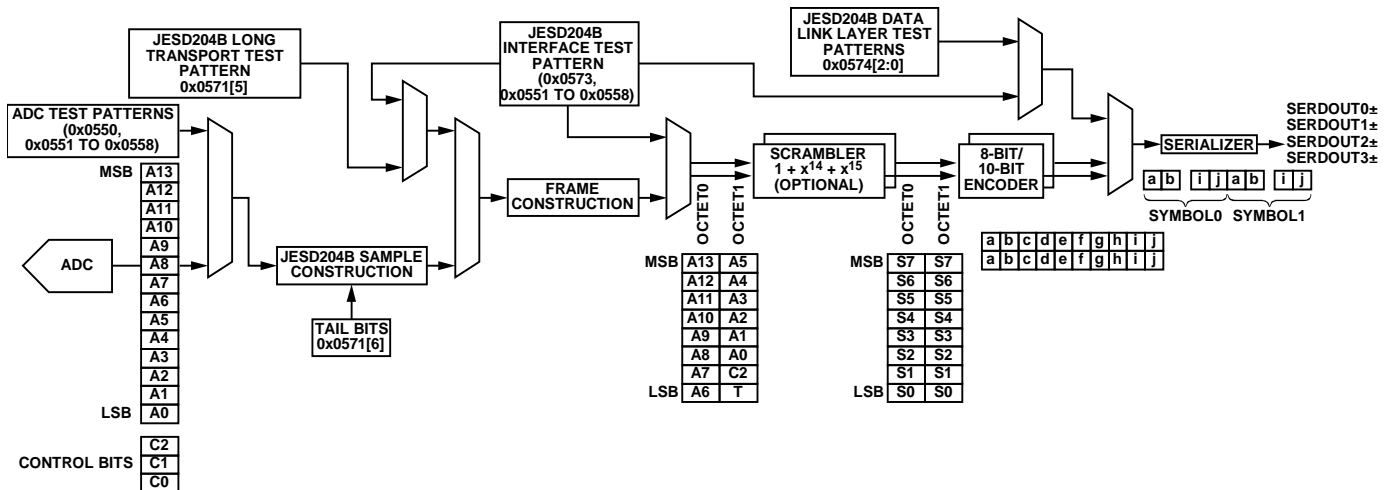 JESD204B LONG
TRANSPORT TEST
PATTERN
0x0571[5]
JESD204B
INTERFACE TEST
PATTERN
(0x0573,
0x0551 TO 0x0558)
JESD204B DATA
LINK LAYER TEST
PATTERNS
0x0574[2:0]
ADC TEST PATTERNS
(0x0550,
0x0551 TO 0x0558)
MSB A13
A12
A11
A10
A9
A8
A7
A6
A5
A4
A3
A2
A1
LSB A0
C2
CONTROL BITS C1
C0
ADC
JESD204B SAMPLE
CONSTRUCTION
TAIL BITS
0x0571[6]
FRAME
CONSTRUCTION
OCTET0 OCTET1
MSB A13 A5
A12 A4
A11 A3
A10 A2
A9 A1
A8 A0
A7 C2
LSB A6 T
SCRAMBLER
1 + x14 + x15
(OPTIONAL)
OCTET0 OCTET1
MSB S7 S7
S6 S6
S5 S5
S4 S4
S3 S3
S2 S2
S1 S1
LSB S0 S0
8-BIT/
10-BIT
ENCODER
a b c d e f g h i j
a b c d e f g h i j
SERIALIZER
a b i j a b i j
SYMBOL0 SYMBOL1
SERDOUT0±
SERDOUT1±
SERDOUT2±
SERDOUT3±